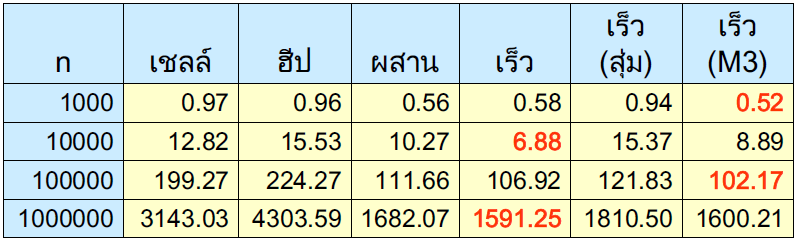 n เชลล์ ฮีป ผสาน เร็ว เร็ว (สุ่ม) เร็ว (M3)
1000 0.97 0.96 0.56 0.58 0.94 0.52
10000 12.82 15.53 10.27 6.88 15.37 8.89
100000 199.27 224.27 111.66 106.92 121.83 102.17
1000000 3143.03 4303.59 1682.07 1591.25 1810.50 1600.21